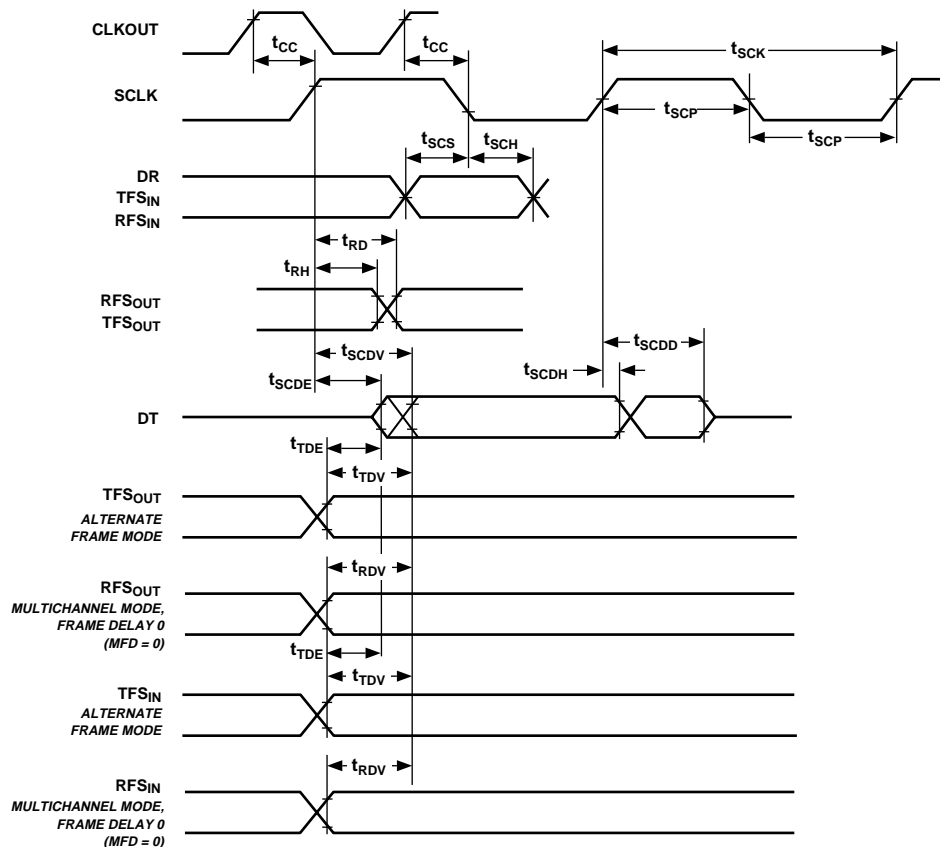 CLKOUT
tCC
tCC
tSCK
SCLK
tSCP
tSCP
tSCS
tSCH
DR
TFSIN
RFSIN
tRD
tRH
RFSOUT
TFSOUT
tSCDV
tSCDD
tSCDE
tSCDH
DT
tTDE
tTDV
TFSOUT
ALTERNATE
FRAME MODE
tRDV
RFSOUT
MULTICHANNEL MODE,
FRAME DELAY 0
(MFD = 0)
tTDE
tTDV
TFSIN
ALTERNATE
FRAME MODE
tRDV
RFSIN
MULTICHANNEL MODE,
FRAME DELAY 0
(MFD = 0)